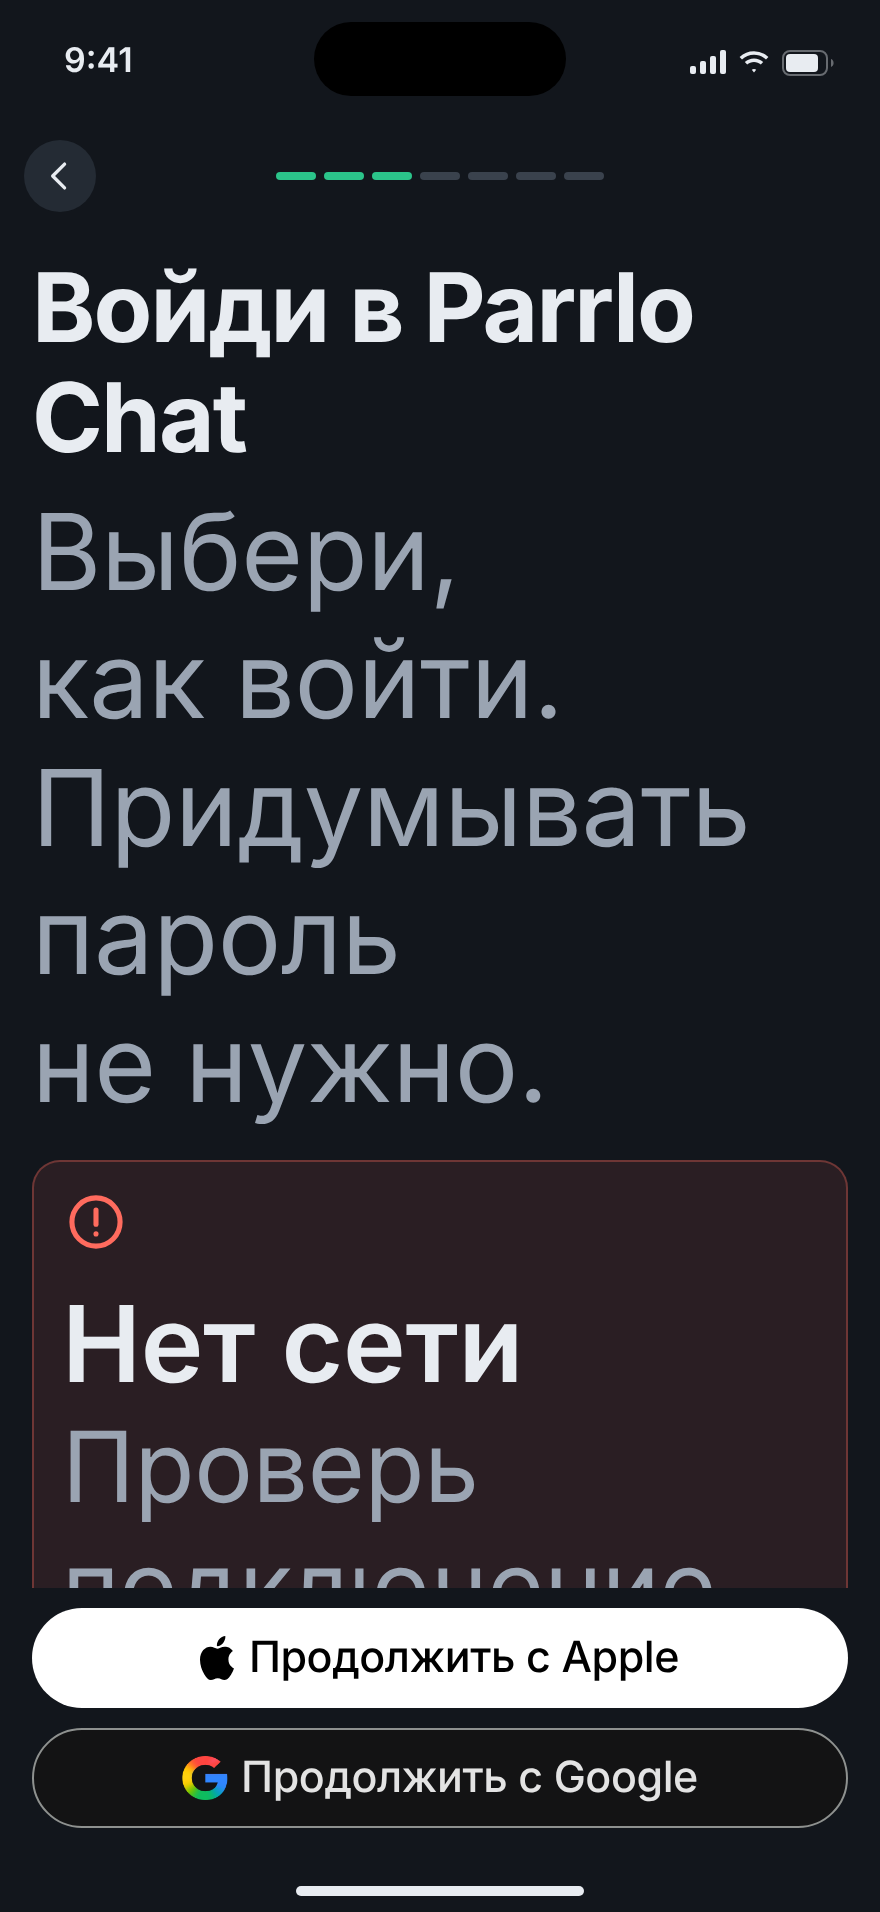 9:41
Войди в Parrlo
Chat
Выбери,
как войти.
Придумывать
пароль
не нужно.
Нет сети
Проверь
подключение
Продолжить с Apple
Продолжить с Google